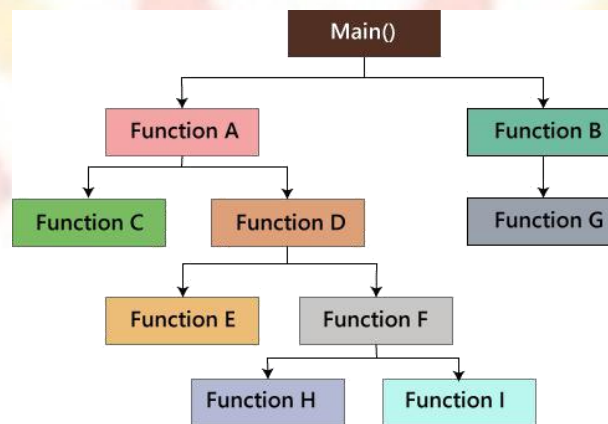 Main()
Function A
Function B
Function C
Function D
Function G
Function E
Function F
Function H
Function I